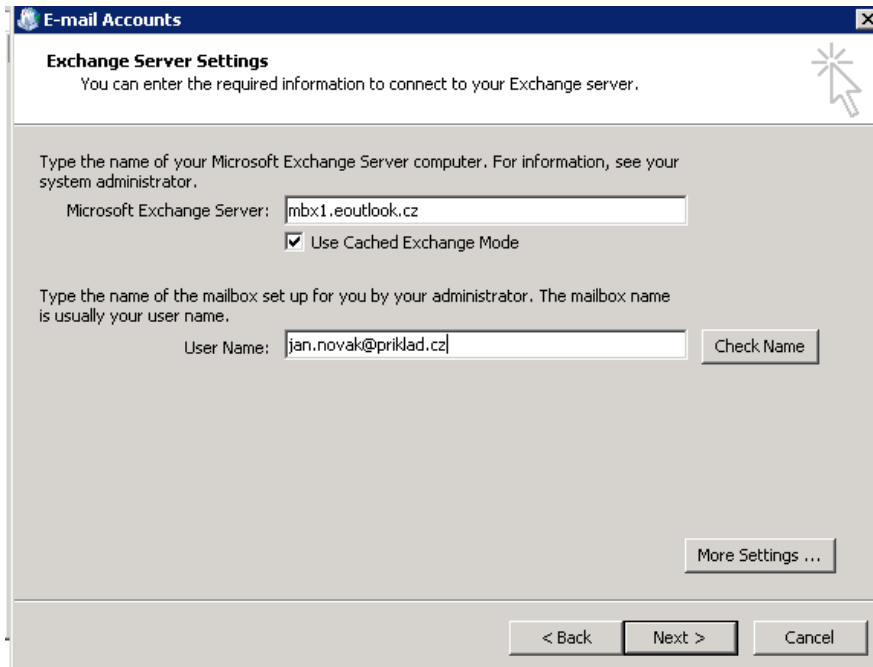 E-mail Accounts
Exchange Server Settings
You can enter the required information to connect to your Exchange server.
Type the name of your Microsoft Exchange Server computer. For information, see your
system administrator.
Microsoft Exchange Server: mbx1.eoutlook.cz
Use Cached Exchange Mode
Type the name of the mailbox set up for you by your administrator. The mailbox name
is usually your user name.
User Name: jan.novak@priklad.cz Check Name
More Settings ...
< Back Next > Cancel